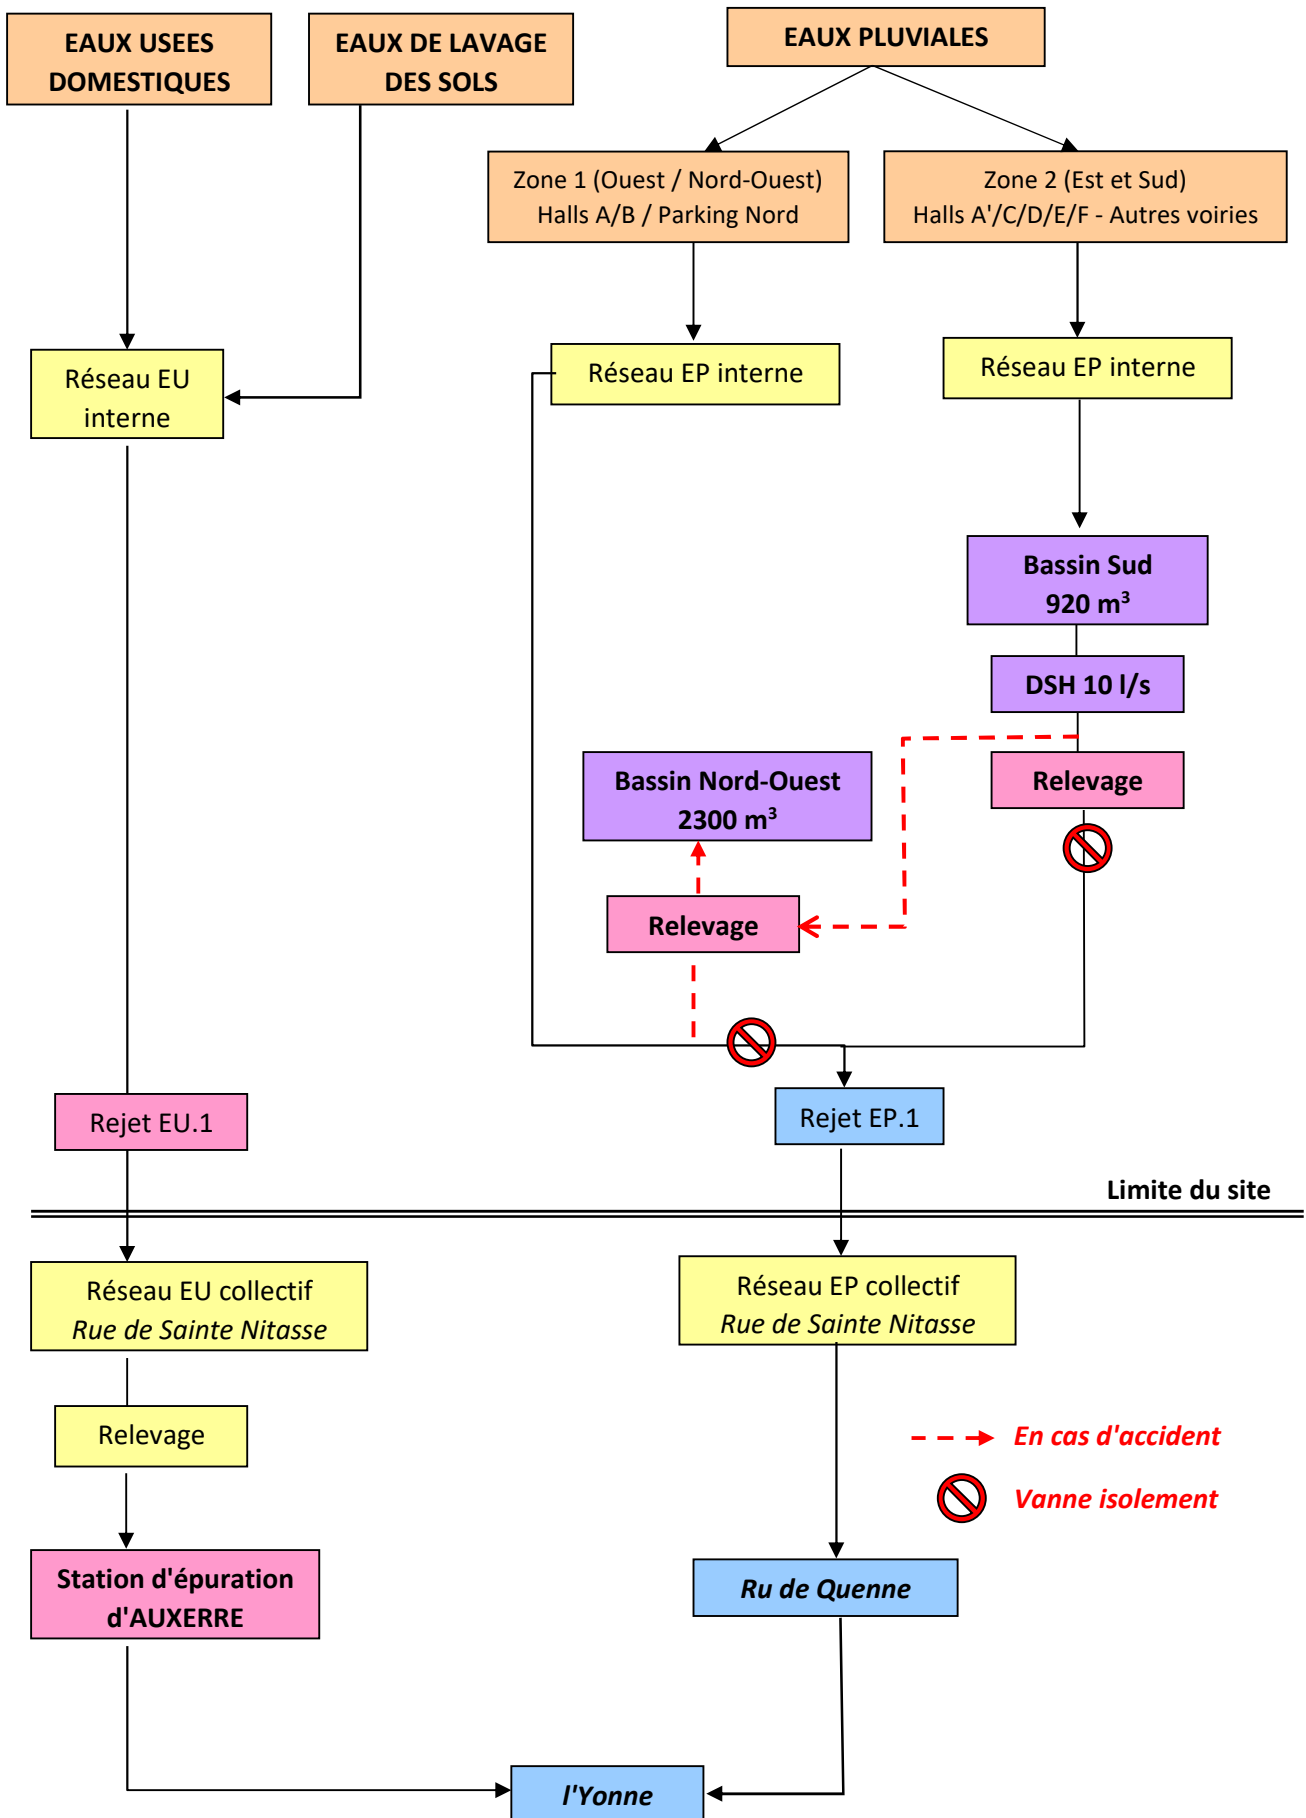 EAUX USEES
DOMESTIQUES
EAUX DE LAVAGE
DES SOLS
EAUX PLUVIALES
Zone 1 (Ouest / Nord-Ouest)
Halls A/B / Parking Nord
Zone 2 (Est et Sud)
Halls A'/C/D/E/F - Autres voiries
Réseau EU
interne
Réseau EP interne
Réseau EP interne
Bassin Sud
920 m³
DSH 10 l/s
Relevage
Bassin Nord-Ouest
2300 m³
Relevage
Rejet EU.1
Rejet EP.1
Limite du site
Réseau EU collectif
Rue de Sainte Nitasse
Réseau EP collectif
Rue de Sainte Nitasse
Relevage
En cas d'accident
Vanne isolement
Station d'épuration
d'AUXERRE
Ru de Quenne
l'Yonne